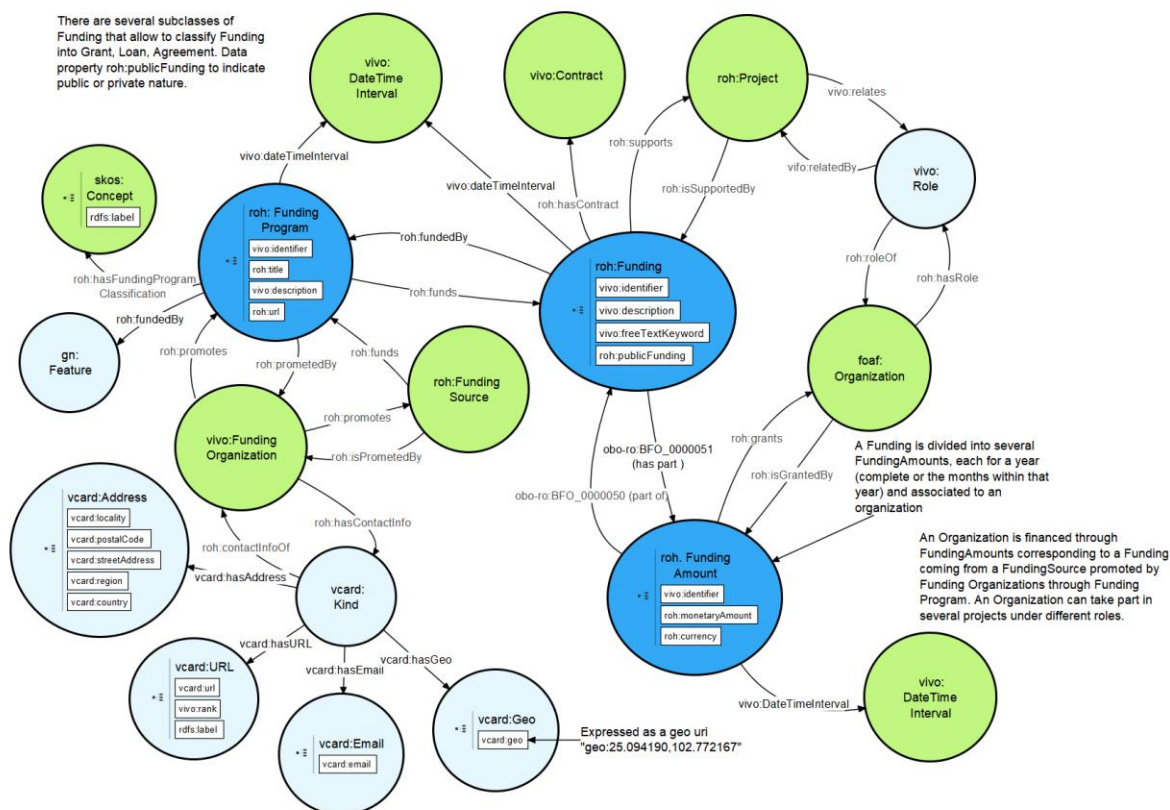 There are several subclasses of
Funding that allow to classify Funding
into Grant, Loan, Agreement. Data
property roh:publicFunding to indicate
public or private nature.
vivo:
DateTime
Interval
vivo:Contract
roh:Project
vivo:relates
vifo:relatedBy
vivo:
Role
roh:supports
roh:isSupportedBy
vivo:dateTimeInterval
vivo:dateTimeInterval
roh:hasContract
skos:
Concept
rdfs:label
roh: Funding
Program
vivo:identifier
roh:title
vivo:description
roh:url
roh:hasFundingProgram
Classification
roh:fundedBy
roh:fundedBy
roh:funds
roh:Funding
vivo:identifier
vivo:description
vivo:freeTextKeyword
roh:publicFunding
roh:roleOf
roh:hasRole
gn:
Feature
roh:promotes
roh:prometedBy
roh:funds
roh:Funding
Source
foaf:
Organization
vivo:Funding
Organization
roh:promotes
roh:isPrometedBy
obo-ro:BFO_0000051
(has part )
obo-ro:BFO_0000050 (part of)
roh:grants
roh:isGrantedBy
A Funding is divided into several
FundingAmounts, each for a year
(complete or the months within that
year) and associated to an
organization
vcard:Address
vcard:locality
vcard:postalCode
vcard:streetAddress
vcard:region
vcard:country
roh:hasContactInfo
roh:contactInfoOf
vcard:hasAddress
vcard:
Kind
roh. Funding
Amount
vivo:identifier
roh:monetaryAmount
roh:currency
An Organization is financed through
FundingAmounts corresponding to a Funding
coming from a FundingSource promoted by
Funding Organizations through Funding
Program. An Organization can take part in
several projects under different roles.
vcard:hasURL
vcard:hasEmail
vcard:hasGeo
vcard:URL
vcard:url
vivo:rank
rdfs:label
vcard:Email
vcard:email
vcard:Geo
vcard:geo
Expressed as a geo uri
"geo:25.094190,102.772167"
vivo:DateTimeInterval
vivo:
DateTime
Interval